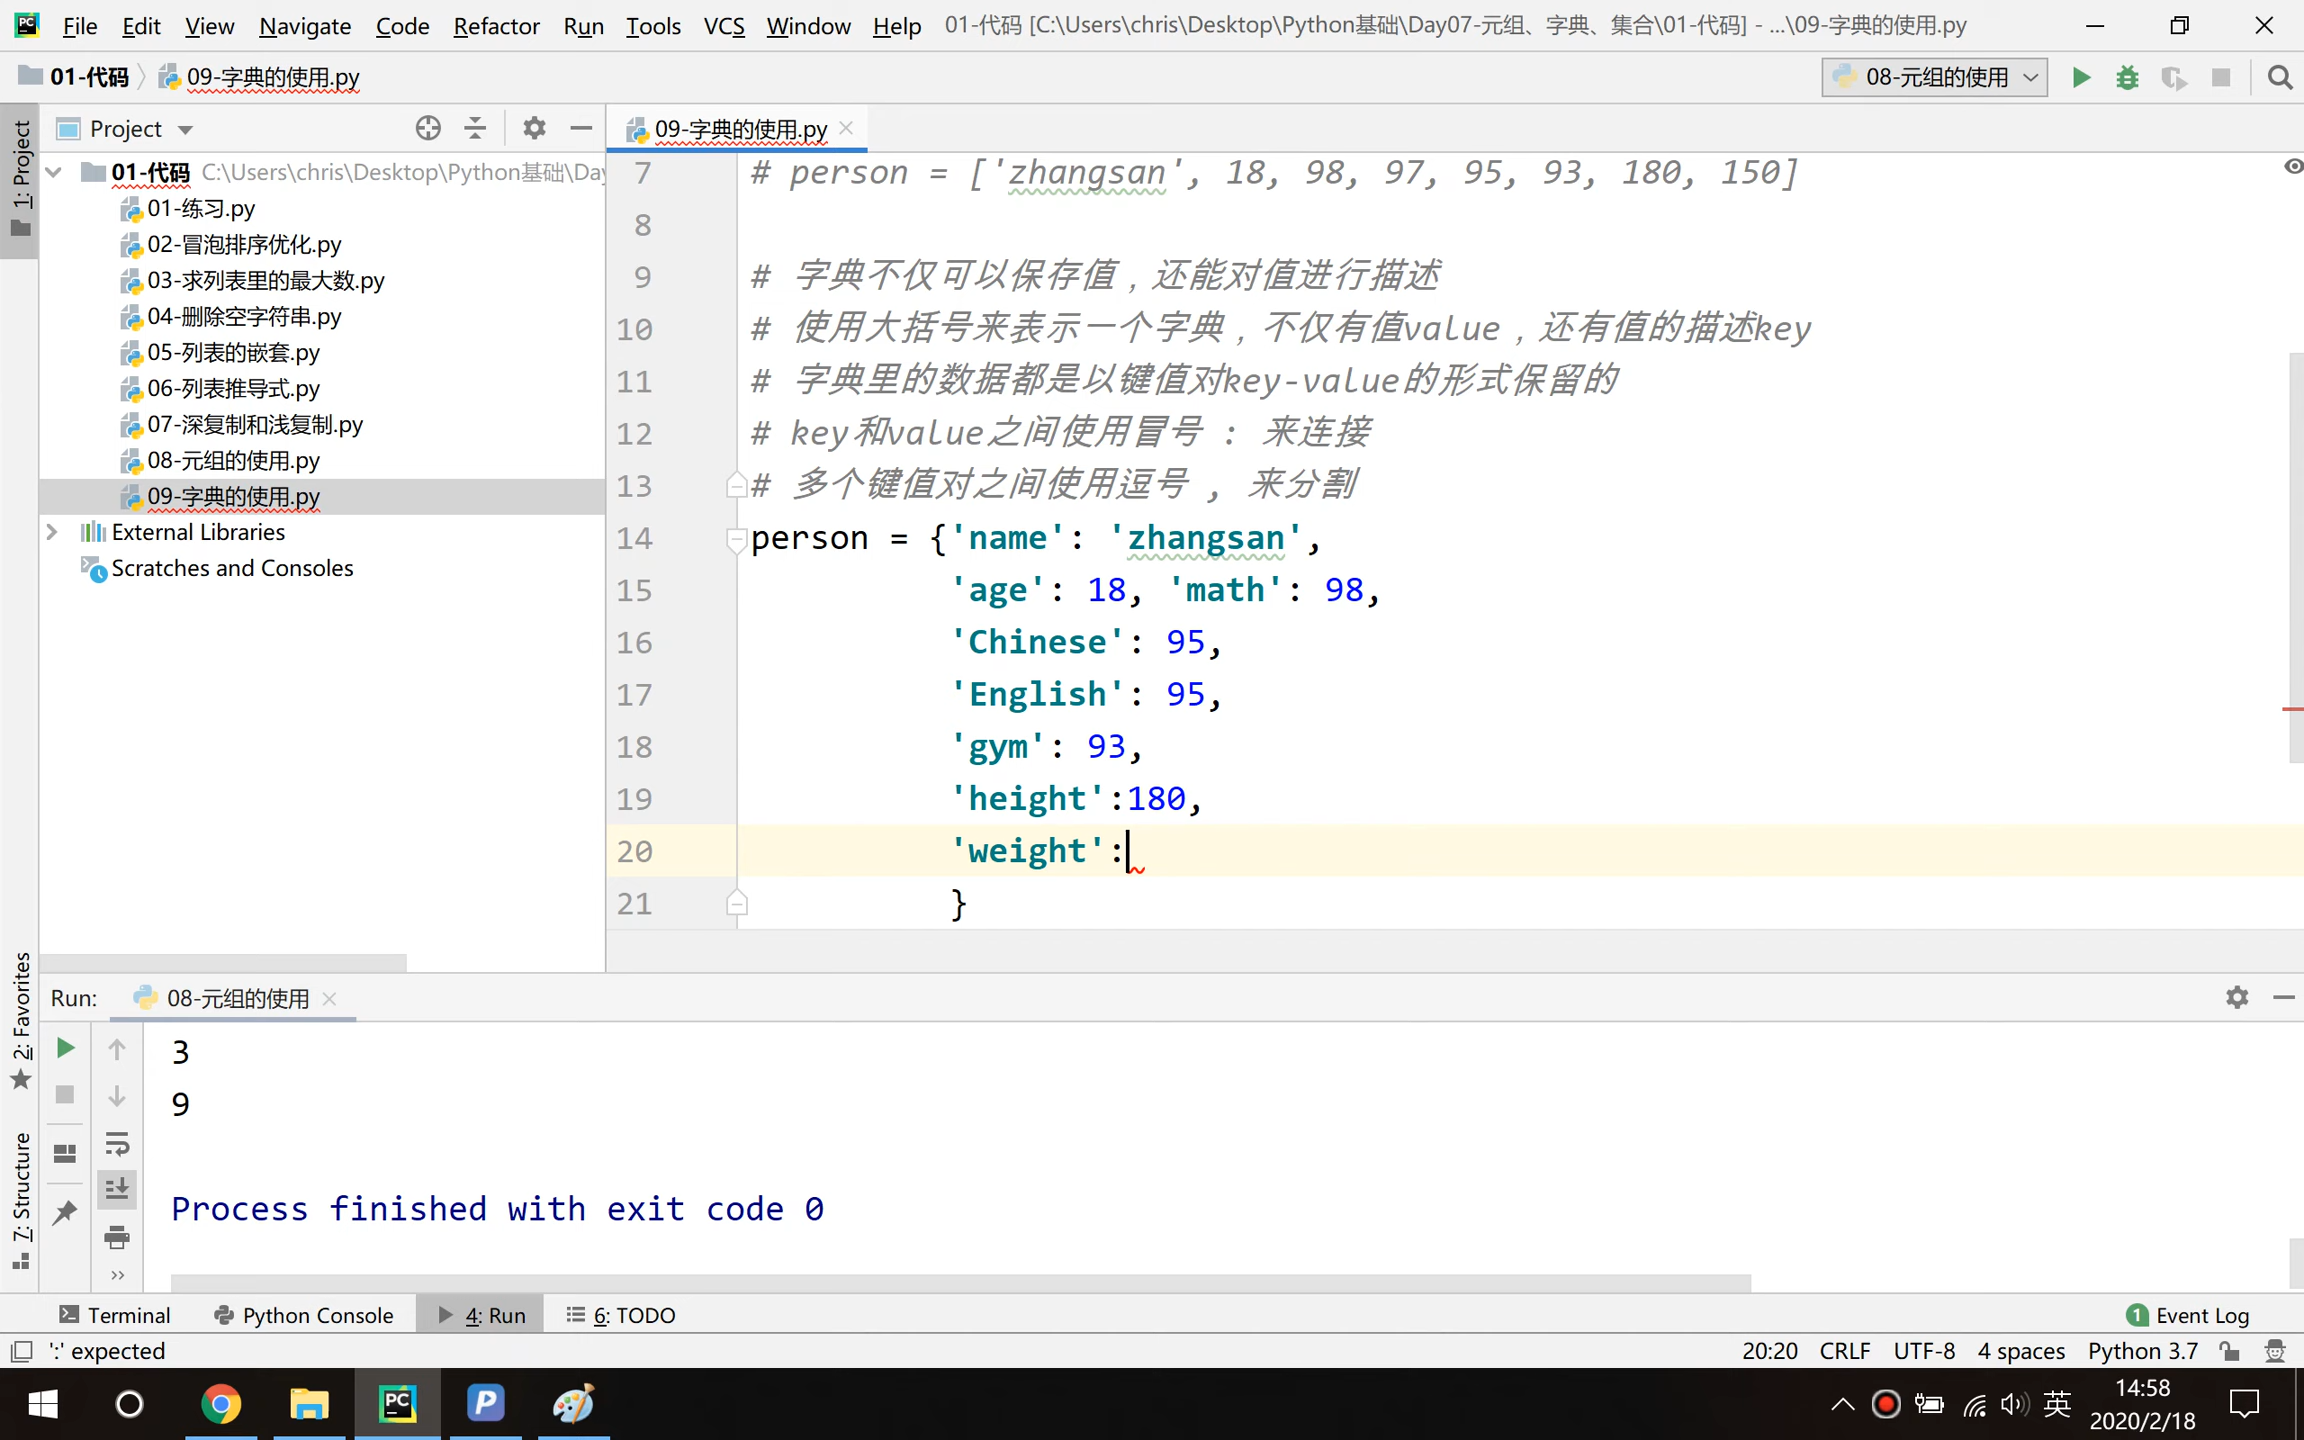 File Edit View Navigate Code Refactor Run Tools VCS Window Help 01-代码 [C:\Users\chris\Desktop\Python基础\Day07-元组、字典、集合\01-代码] - ...\09-字典的使用.py
01-代码 09-字典的使用.py 08-元组的使用
1: Project
Project
01-代码 C:\Users\chris\Desktop\Python基础\Da
01-练习.py
02-冒泡排序优化.py
03-求列表里的最大数.py
04-删除空字符串.py
05-列表的嵌套.py
06-列表推导式.py
07-深复制和浅复制.py
08-元组的使用.py
09-字典的使用.py
External Libraries
Scratches and Consoles
09-字典的使用.py
7 # person = ['zhangsan', 18, 98, 97, 95, 93, 180, 150]
8
9 # 字典不仅可以保存值，还能对值进行描述
10 # 使用大括号来表示一个字典，不仅有值value，还有值的描述key
11 # 字典里的数据都是以键值对key-value的形式保留的
12 # key和value之间使用冒号 : 来连接
13 # 多个键值对之间使用逗号 , 来分割
14 person = {'name': 'zhangsan',
15 'age': 18, 'math': 98,
16 'Chinese': 95,
17 'English': 95,
18 'gym': 93,
19 'height':180,
20 'weight':
21 }
2: Favorites
7: Structure
Run: 08-元组的使用
3
9
Process finished with exit code 0
Terminal Python Console 4: Run 6: TODO 1 Event Log
':' expected 20:20 CRLF UTF-8 4 spaces Python 3.7
英 14:58
2020/2/18